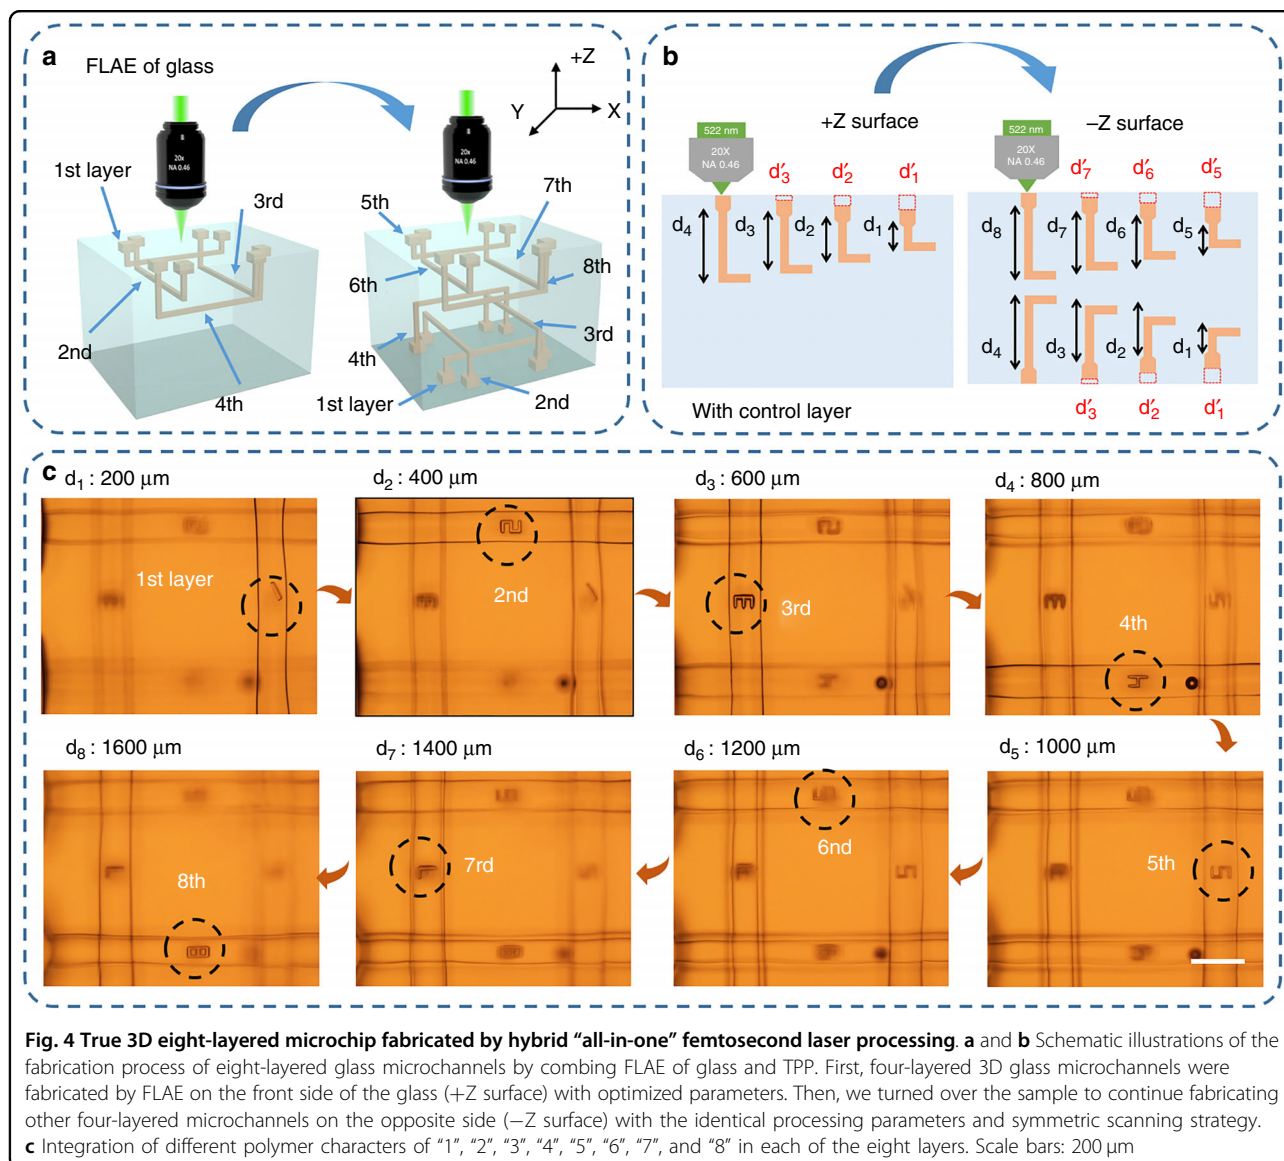 a
FLAE of glass
+Z
X
Y
8
20x
NA 0.46
20x
NA 0.46
1st layer
3rd
2nd
4th
5th
7th
6th
8th
3rd
4th
1st layer
2nd
b
+Z surface
–Z surface
522 nm
20X
NA 0.46
522 nm
20X
NA 0.46
d′3 d′2 d′1
d′7 d′6 d′5
d4 d3 d2 d1
d8 d7 d6 d5
d4 d3 d2 d1
d′3 d′2 d′1
With control layer
c
d1 : 200 μm
d2 : 400 μm
d3 : 600 μm
d4 : 800 μm
1st layer
2nd
3rd
4th
d8 : 1600 μm
d7 : 1400 μm
d6 : 1200 μm
d5 : 1000 μm
8th
7rd
6nd
5th
Fig. 4 True 3D eight-layered microchip fabricated by hybrid “all-in-one” femtosecond laser processing. a and b Schematic illustrations of the
fabrication process of eight-layered glass microchannels by combing FLAE of glass and TPP. First, four-layered 3D glass microchannels were
fabricated by FLAE on the front side of the glass (+Z surface) with optimized parameters. Then, we turned over the sample to continue fabricating
other four-layered microchannels on the opposite side (−Z surface) with the identical processing parameters and symmetric scanning strategy.
c Integration of different polymer characters of “1”, “2”, “3”, “4”, “5”, “6”, “7”, and “8” in each of the eight layers. Scale bars: 200 μm